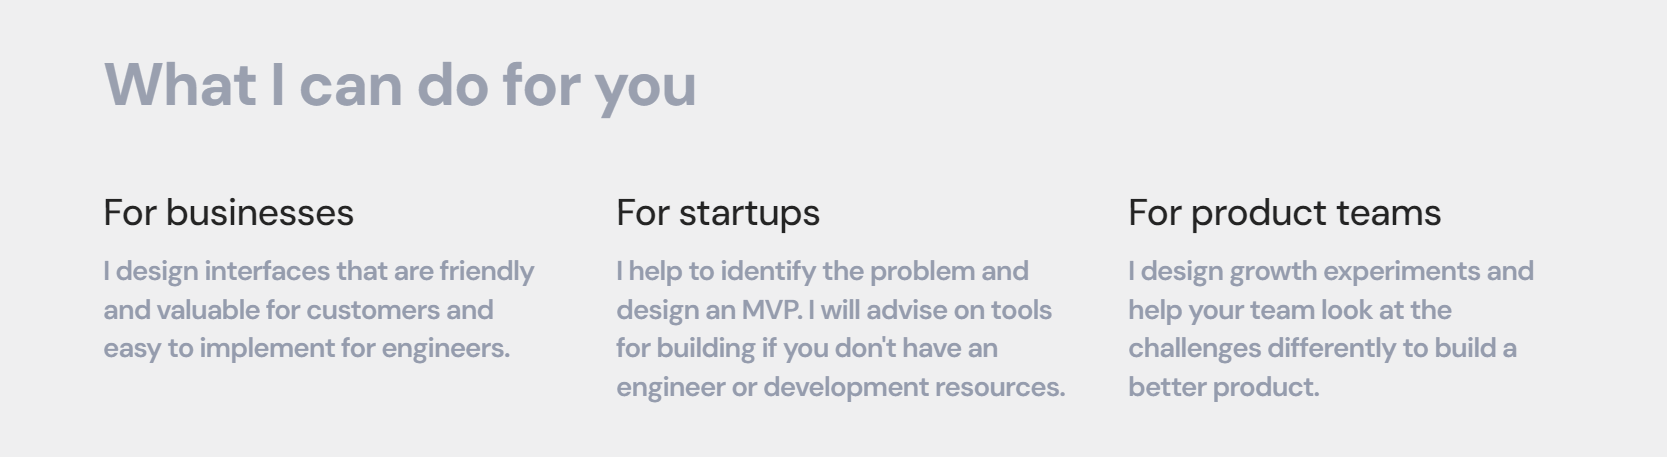 What I can do for you
For businesses
I design interfaces that are friendly
and valuable for customers and
easy to implement for engineers.
For startups
I help to identify the problem and
design an MVP. I will advise on tools
for building if you don't have an
engineer or development resources.
For product teams
I design growth experiments and
help your team look at the
challenges differently to build a
better product.